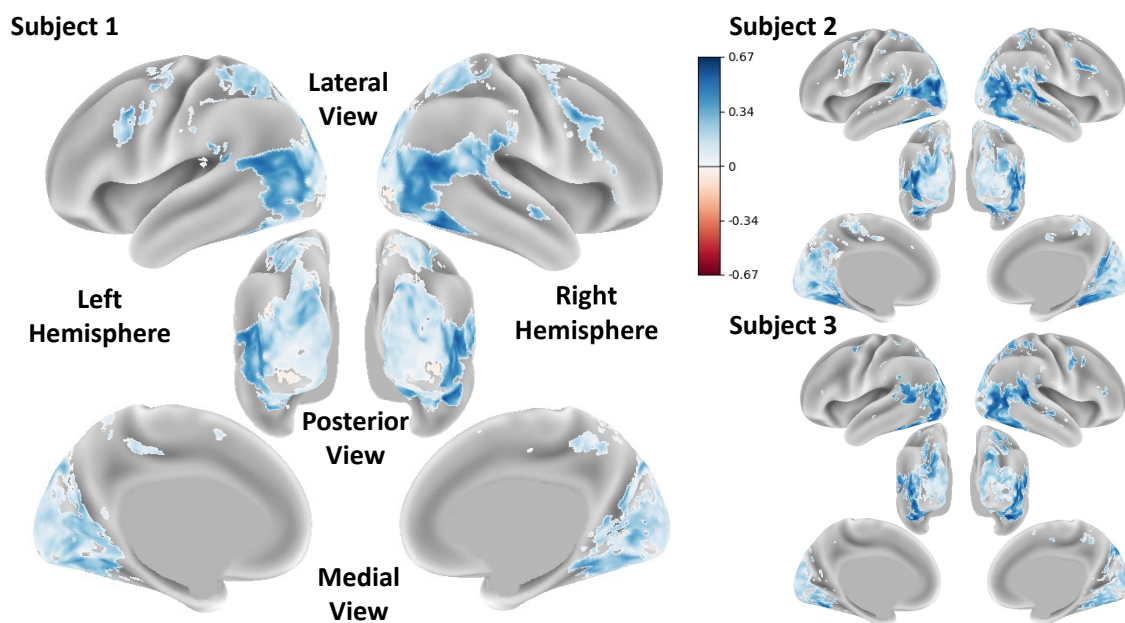 Subject 1
Lateral
View
Left
Hemisphere
Right
Hemisphere
Posterior
View
Medial
View
0.67
0.34
0
-0.34
-0.67
Subject 2
Subject 3